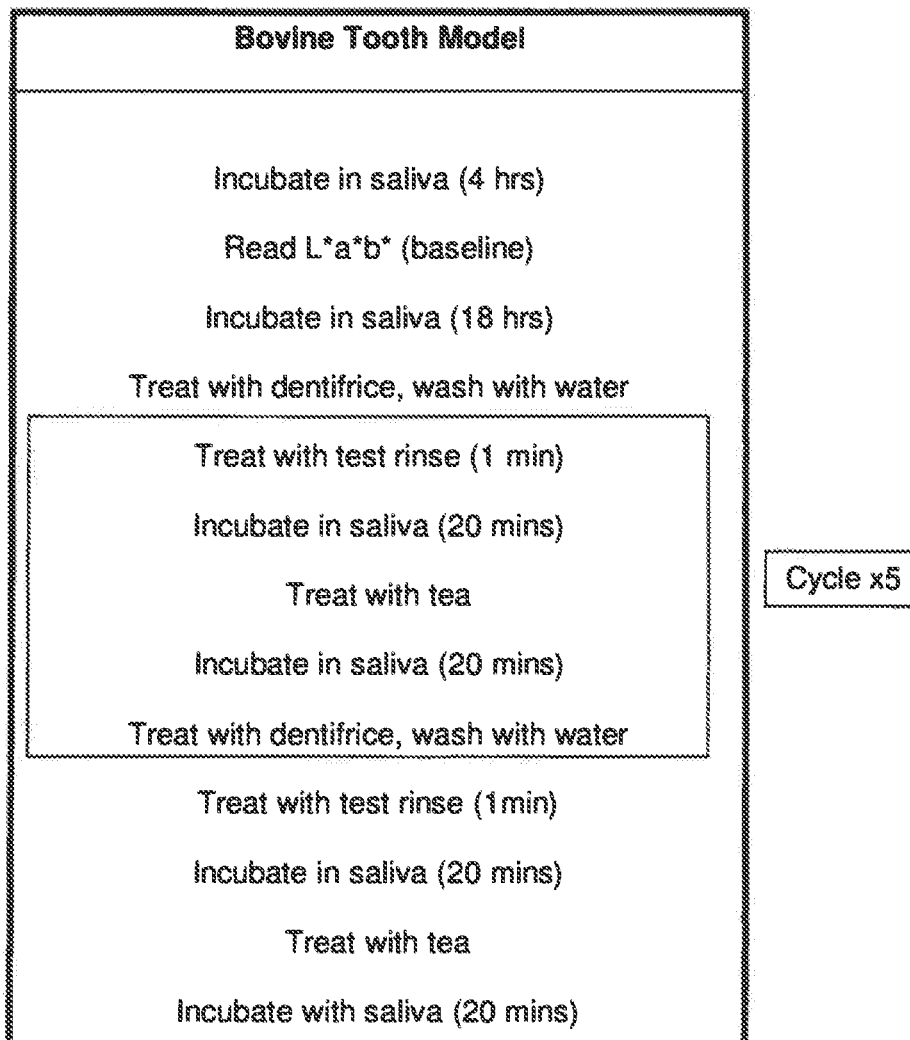 Bovine Tooth Model
Incubate in saliva (4 hrs)
Read L*a*b* (baseline)
Incubate in saliva (18 hrs)
Treat with dentifrice, wash with water
Treat with test rinse (1 min)
Incubate in saliva (20 mins)
Cycle x5
Treat with tea
Incubate in saliva (20 mins)
Treat with dentifrice, wash with water
Treat with test rinse (1min)
Incubate in saliva (20 mins)
Treat with tea
Incubate with saliva (20 mins)